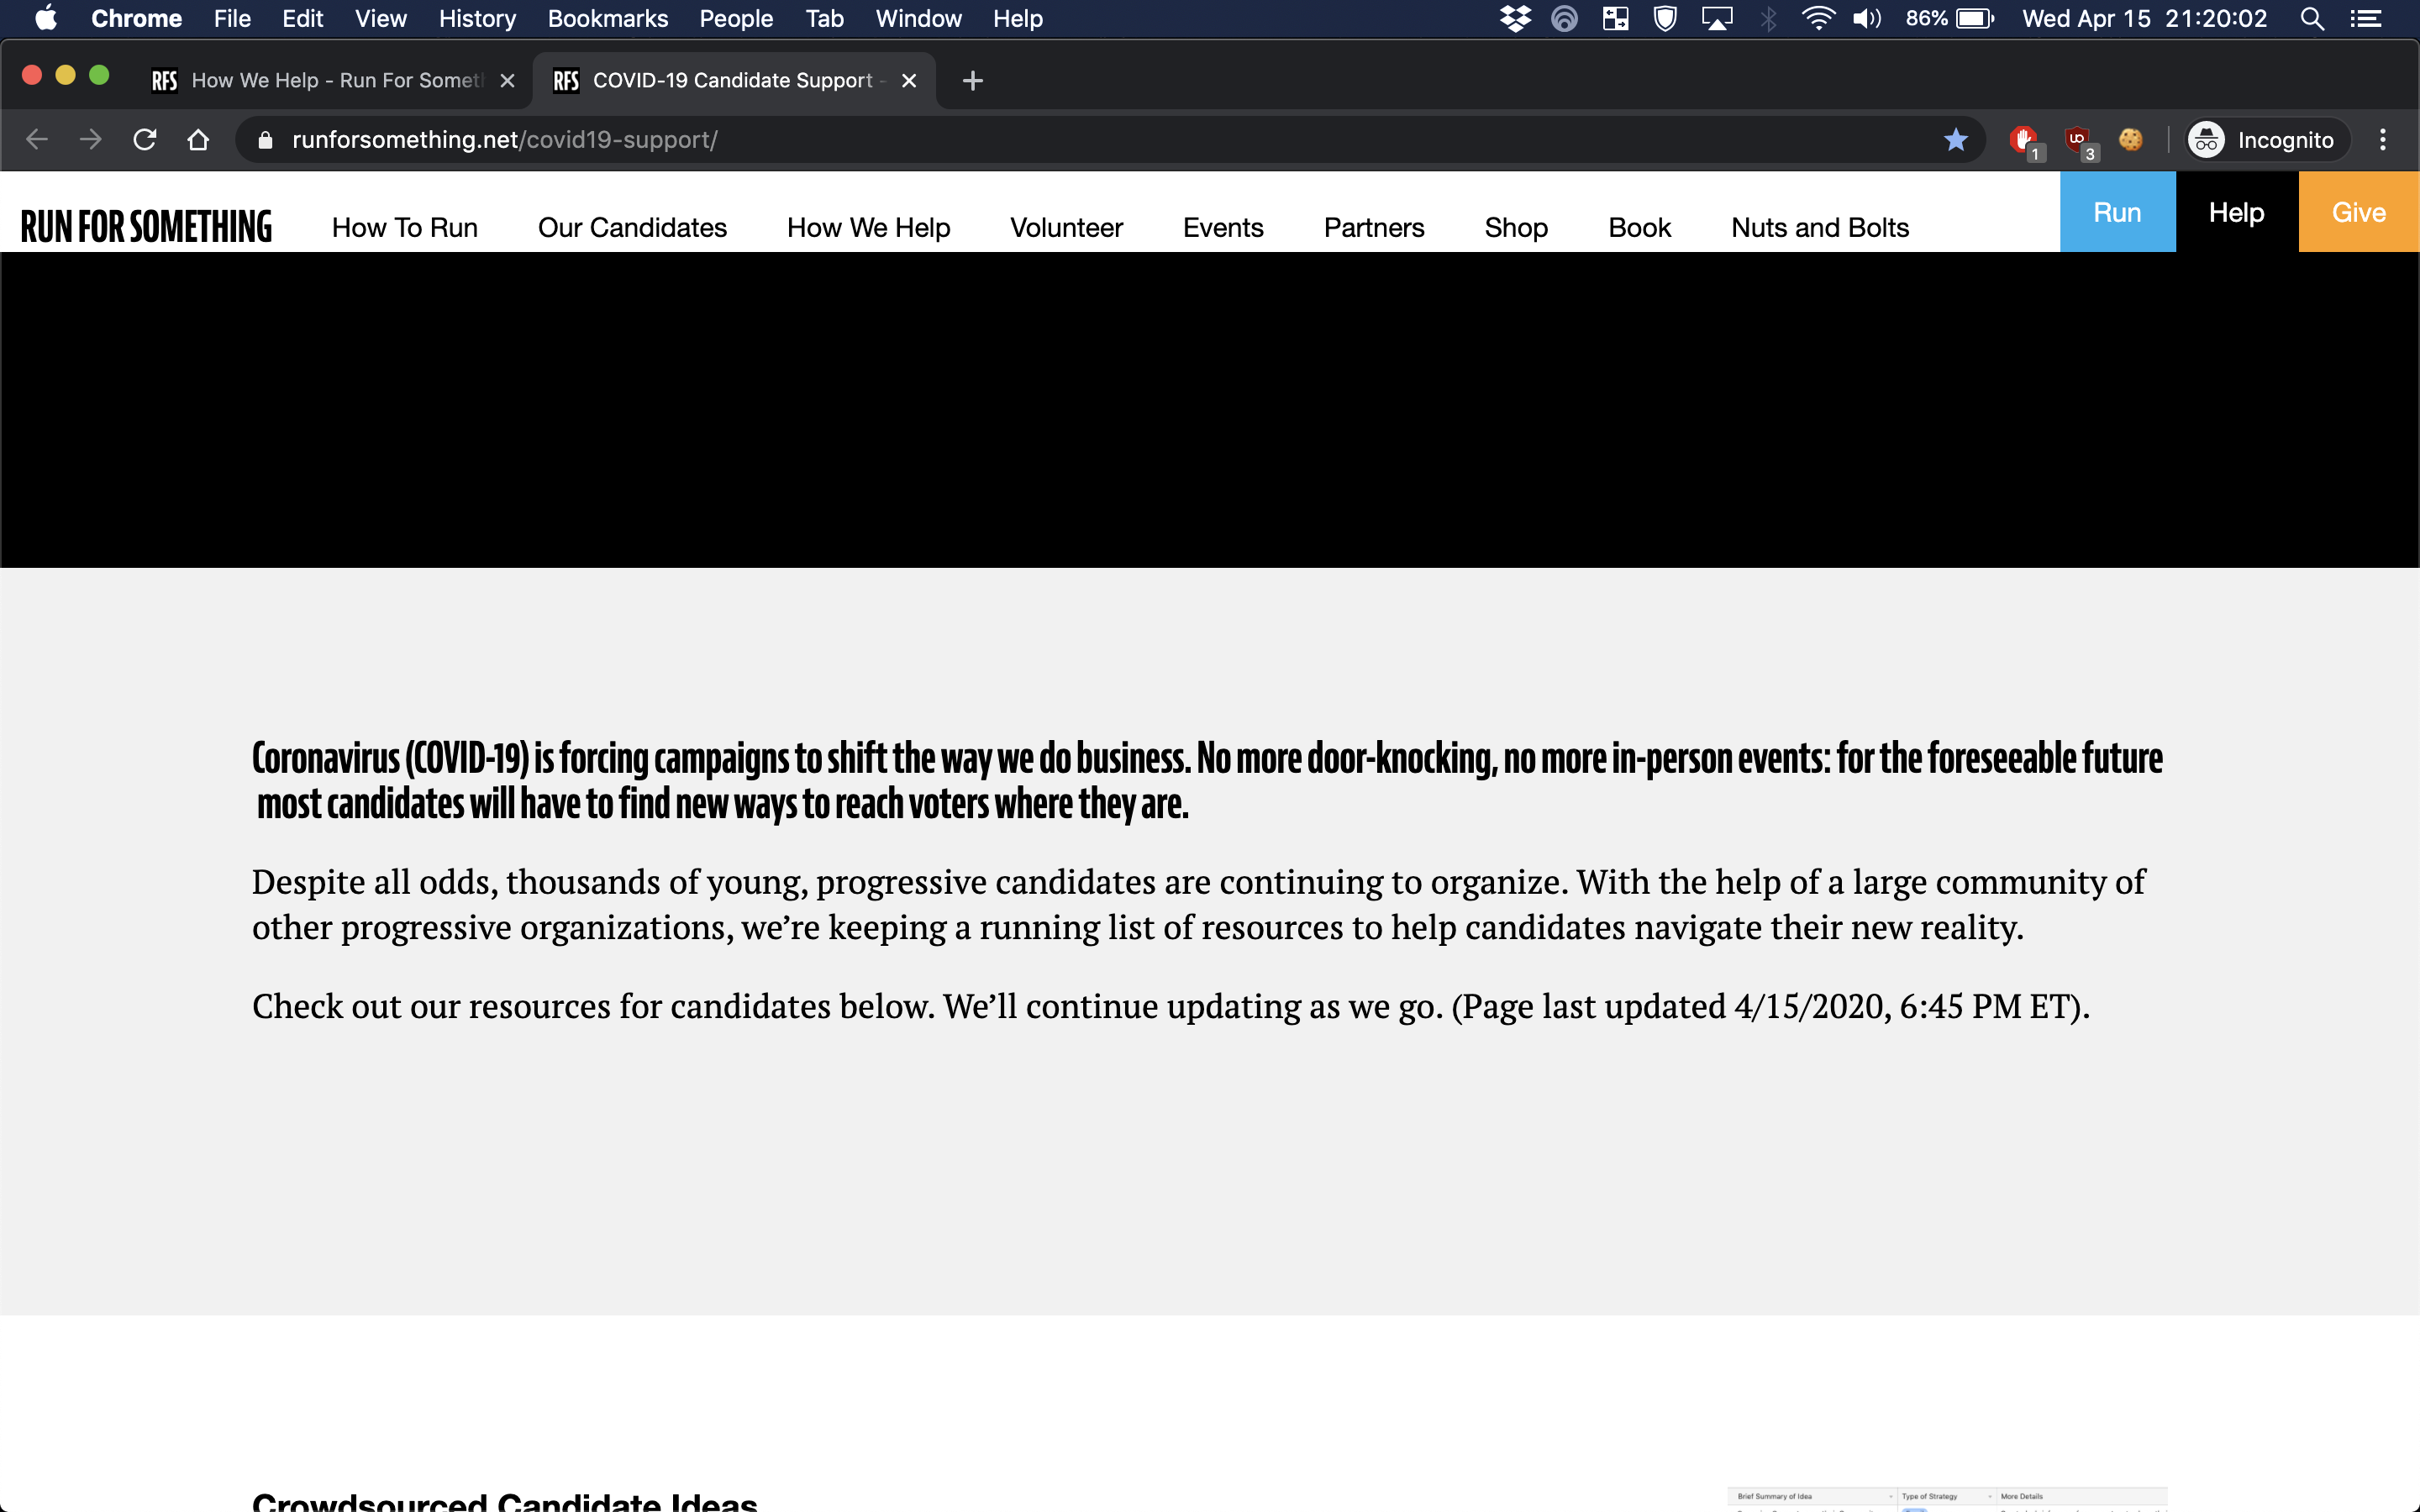 Chrome File Edit View History Bookmarks People Tab Window Help 86% Wed Apr 15 21:20:02
RFS How We Help - Run For Somet RFS COVID-19 Candidate Support -
runforsomething.net/covid19-support/ 1 3 Incognito
RUN FOR SOMETHING How To Run Our Candidates How We Help Volunteer Events Partners Shop Book Nuts and Bolts Run Help Give
Coronavirus (COVID-19) is forcing campaigns to shift the way we do business. No more door-knocking, no more in-person events: for the foreseeable future
most candidates will have to find new ways to reach voters where they are.
Despite all odds, thousands of young, progressive candidates are continuing to organize. With the help of a large community of
other progressive organizations, we’re keeping a running list of resources to help candidates navigate their new reality.
Check out our resources for candidates below. We’ll continue updating as we go. (Page last updated 4/15/2020, 6:45 PM ET).
Crowdsourced Candidate Ideas
Brief Summary of Idea Type of Strategy More Details